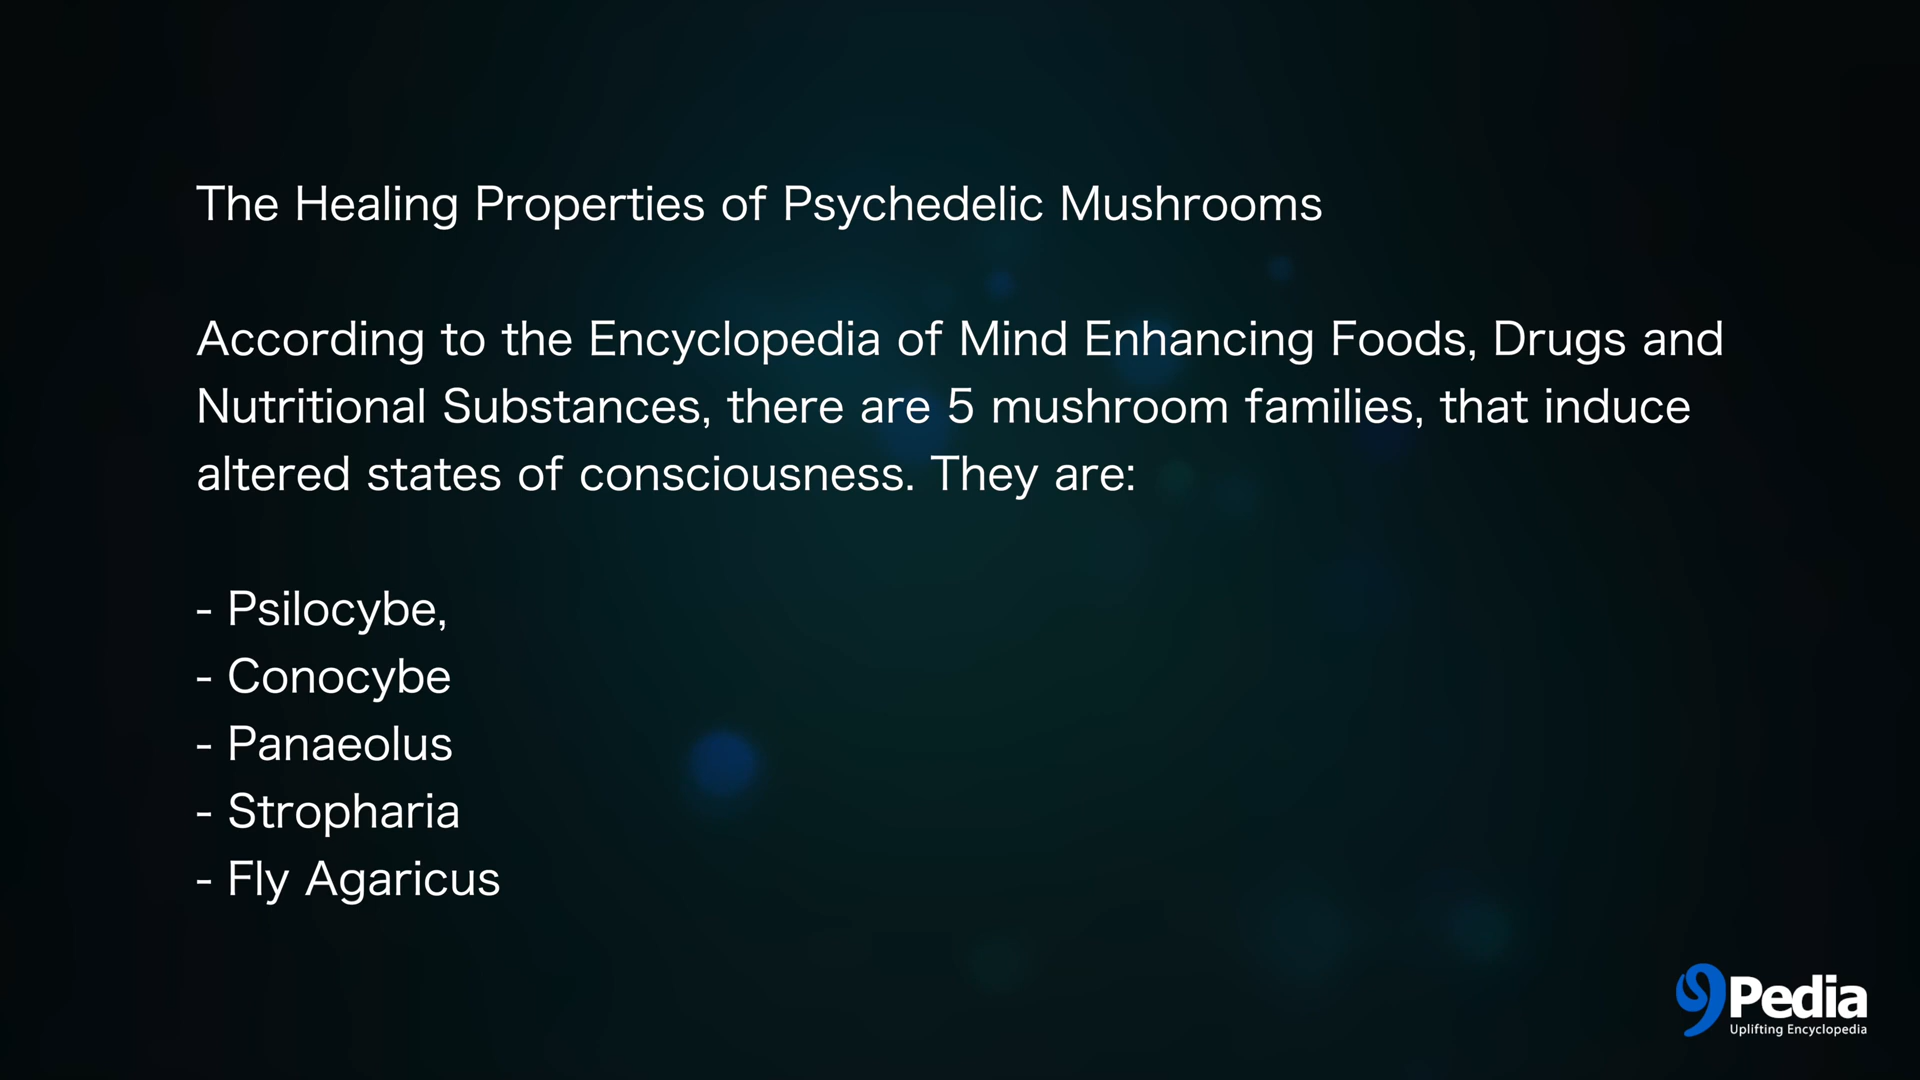 The Healing Properties of Psychedelic Mushrooms
According to the Encyclopedia of Mind Enhancing Foods, Drugs and
Nutritional Substances, there are 5 mushroom families, that induce
altered states of consciousness. They are:
- Psilocybe,
- Conocybe
- Panaeolus
- Stropharia
- Fly Agaricus
9Pedia
Uplifting Encyclopedia